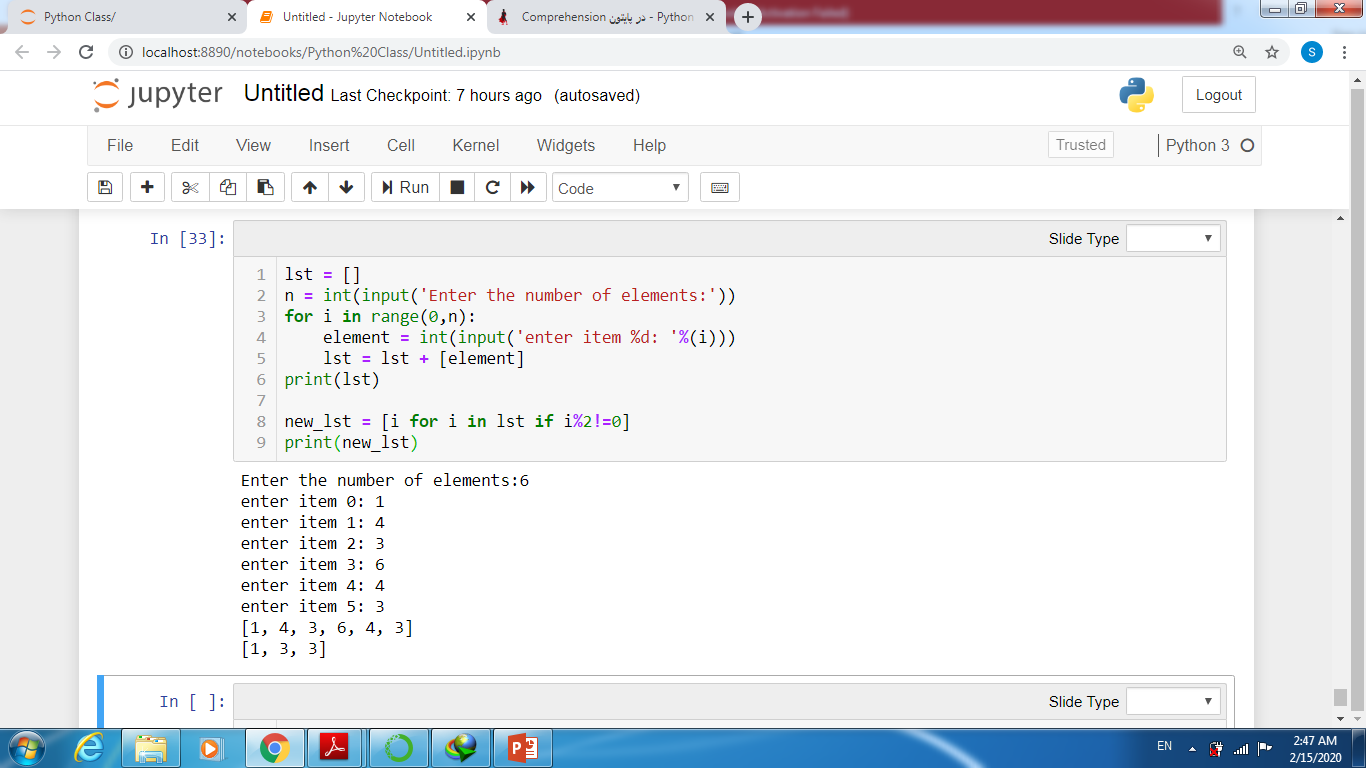 Python Class/
Untitled - Jupyter Notebook
Comprehension در پایتون - Python
localhost:8890/notebooks/Python%20Class/Untitled.ipynb
S
jupyter Untitled Last Checkpoint: 7 hours ago (autosaved)
Logout
File Edit View Insert Cell Kernel Widgets Help
Trusted
Python 3
Run
Code
In [33]:
Slide Type
1 lst = []
2 n = int(input('Enter the number of elements:'))
3 for i in range(0,n):
4     element = int(input('enter item %d: '%(i)))
5     lst = lst + [element]
6 print(lst)
7
8 new_lst = [i for i in lst if i%2!=0]
9 print(new_lst)
Enter the number of elements:6
enter item 0: 1
enter item 1: 4
enter item 2: 3
enter item 3: 6
enter item 4: 4
enter item 5: 3
[1, 4, 3, 6, 4, 3]
[1, 3, 3]
In [ ]:
Slide Type
EN
2:47 AM
2/15/2020